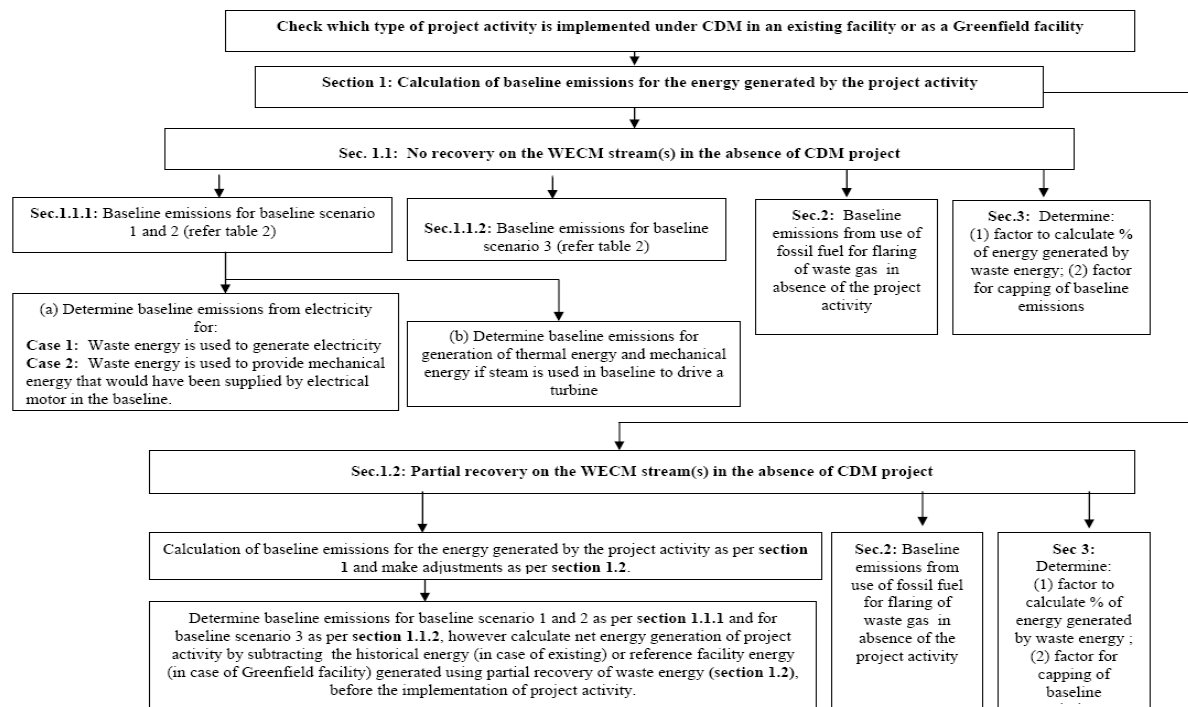 Check which type of project activity is implemented under CDM in an existing facility or as a Greenfield facility
Section 1: Calculation of baseline emissions for the energy generated by the project activity
Sec. 1.1: No recovery on the WECM stream(s) in the absence of CDM project
Sec.1.1.1: Baseline emissions for baseline scenario
1 and 2 (refer table 2)
Sec.1.1.2: Baseline emissions for baseline
scenario 3 (refer table 2)
Sec.2: Baseline
emissions from use of
fossil fuel for flaring
of waste gas in
absence of the project
activity
Sec.3: Determine:
(1) factor to calculate %
of energy generated by
waste energy; (2) factor
for capping of baseline
emissions
(a) Determine baseline emissions from electricity
for:
Case 1: Waste energy is used to generate electricity
Case 2: Waste energy is used to provide mechanical
energy that would have been supplied by electrical
motor in the baseline.
(b) Determine baseline emissions for
generation of thermal energy and mechanical
energy if steam is used in baseline to drive a
turbine
Sec.1.2: Partial recovery on the WECM stream(s) in the absence of CDM project
Calculation of baseline emissions for the energy generated by the project activity as per section
1 and make adjustments as per section 1.2.
Determine baseline emissions for baseline scenario 1 and 2 as per section 1.1.1 and for
baseline scenario 3 as per section 1.1.2, however calculate net energy generation of project
activity by subtracting the historical energy (in case of existing) or reference facility energy
(in case of Greenfield facility) generated using partial recovery of waste energy (section 1.2),
before the implementation of project activity.
Sec.2: Baseline
emissions from
use of fossil fuel
for flaring of
waste gas in
absence of the
project activity
Sec 3:
Determine:
(1) factor to
calculate % of
energy generated
by waste energy ;
(2) factor for
capping of
baseline